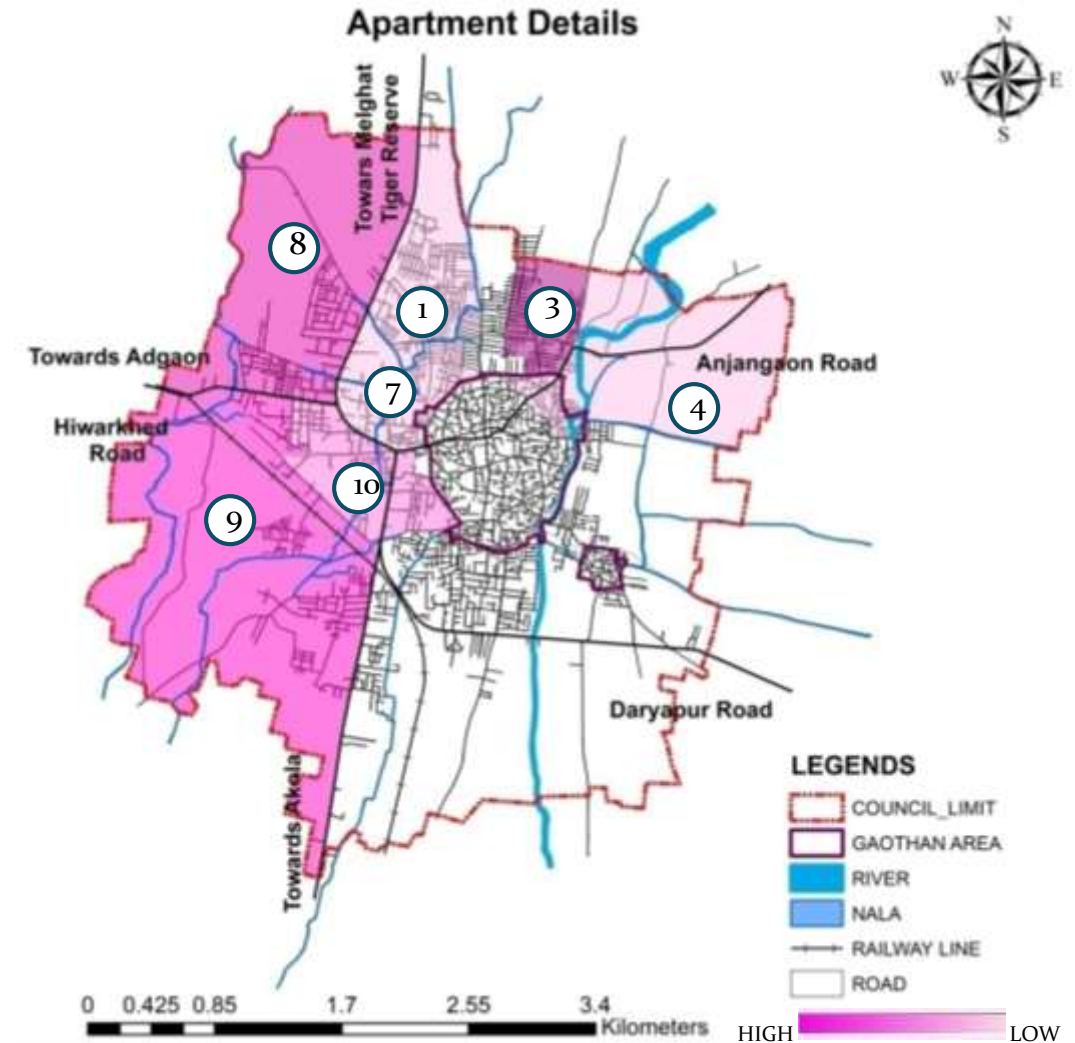 Apartment Details
N
W
E
S
Towars Melghat
Tiger Reserve
8
1
3
Towards Adgaon
Anjangaon Road
7
4
Hiwarkhed
Road
10
9
Daryapur Road
Towards Akola
LEGENDS
COUNCIL_LIMIT
GAOTHAN AREA
RIVER
NALA
RAILWAY LINE
ROAD
0 0.425 0.85 1.7 2.55 3.4
Kilometers
HIGH LOW